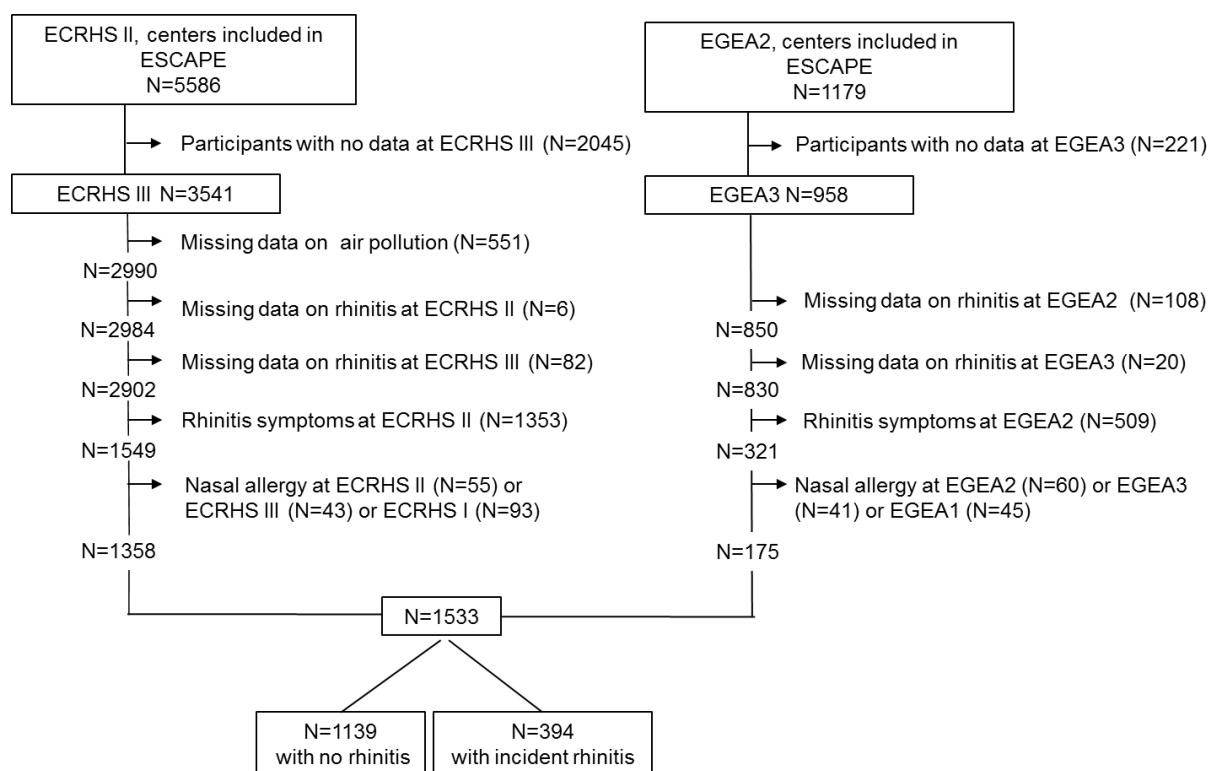 ECRHS II, centers included in
ESCAPE
N=5586
Participants with no data at ECRHS III (N=2045)
ECRHS III N=3541
Missing data on air pollution (N=551)
N=2990
Missing data on rhinitis at ECRHS II (N=6)
N=2984
Missing data on rhinitis at ECRHS III (N=82)
N=2902
Rhinitis symptoms at ECRHS II (N=1353)
N=1549
Nasal allergy at ECRHS II (N=55) or
ECRHS III (N=43) or ECRHS I (N=93)
N=1358
EGEA2, centers included in
ESCAPE
N=1179
Participants with no data at EGEA3 (N=221)
EGEA3 N=958
Missing data on rhinitis at EGEA2 (N=108)
N=850
Missing data on rhinitis at EGEA3 (N=20)
N=830
Rhinitis symptoms at EGEA2 (N=509)
N=321
Nasal allergy at EGEA2 (N=60) or EGEA3
(N=41) or EGEA1 (N=45)
N=175
N=1533
N=1139
with no rhinitis
N=394
with incident rhinitis